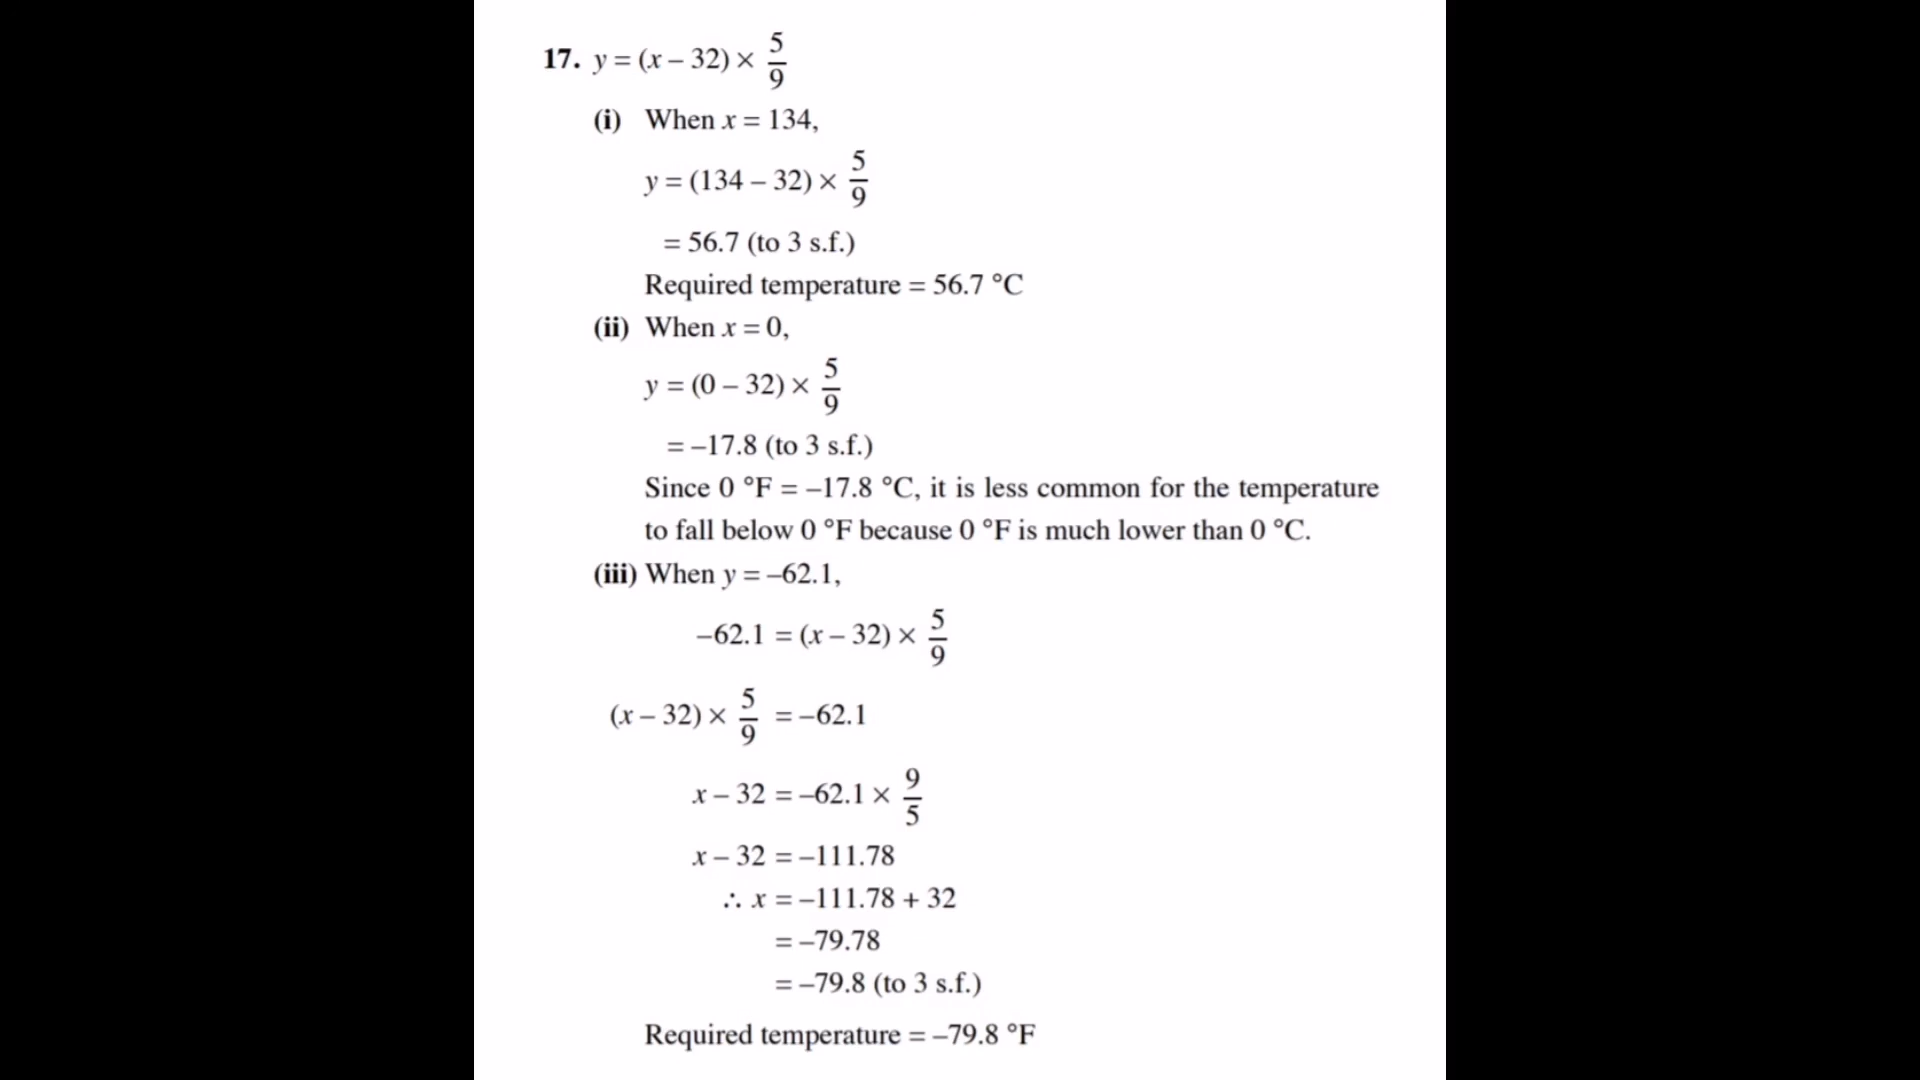 17. y = (x – 32) × 5/9
(i) When x = 134,
y = (134 – 32) × 5/9
= 56.7 (to 3 s.f.)
Required temperature = 56.7 °C
(ii) When x = 0,
y = (0 – 32) × 5/9
= –17.8 (to 3 s.f.)
Since 0 °F = –17.8 °C, it is less common for the temperature
to fall below 0 °F because 0 °F is much lower than 0 °C.
(iii) When y = –62.1,
–62.1 = (x – 32) × 5/9
(x – 32) × 5/9 = –62.1
x – 32 = –62.1 × 9/5
x – 32 = –111.78
∴ x = –111.78 + 32
= –79.78
= –79.8 (to 3 s.f.)
Required temperature = –79.8 °F